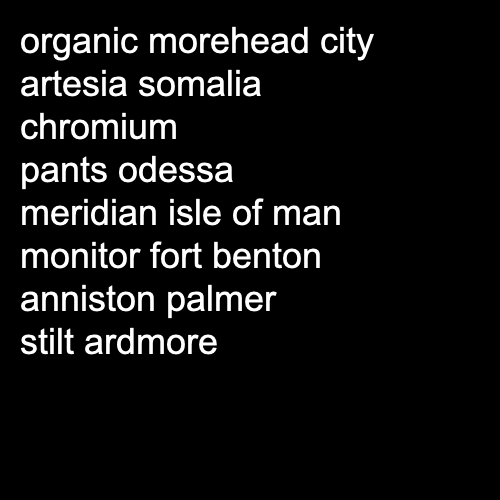 organic morehead city
artesia somalia
chromium
pants odessa
meridian isle of man
monitor fort benton
anniston palmer
stilt ardmore